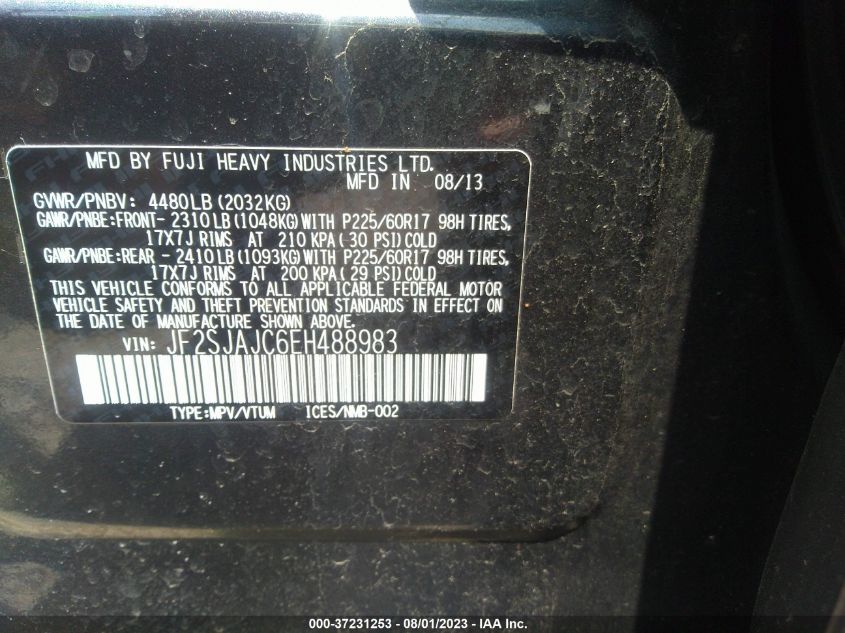 MFD BY FUJI HEAVY INDUSTRIES LTD.
MFD IN 08/13
GVWR/PNBV: 4480LB (2032KG)
GAWR/PNBE:FRONT- 2310LB (1048KG) WITH P225/60R17 98H TIRES,
17X7J RIMS AT 210 KPA( 30 PSI) COLD
GAWR/PNBE:REAR - 2410LB (1093KG) WITH P225/60R17 98H TIRES,
17X7J RIMS AT 200 KPA (29 PSI) COLD
THIS VEHICLE CONFORMS TO ALL APPLICABLE FEDERAL MOTOR
VEHICLE SAFETY AND THEFT PREVENTION STANDARDS IN EFFECT ON
THE DATE OF MANUFACTURE SHOWN ABOVE.
VIN: JF2SJAJC6EH488983
TYPE:MPV/VTUM ICES/NMB-002
000-37231253 - 08/01/2023 - IAA Inc.